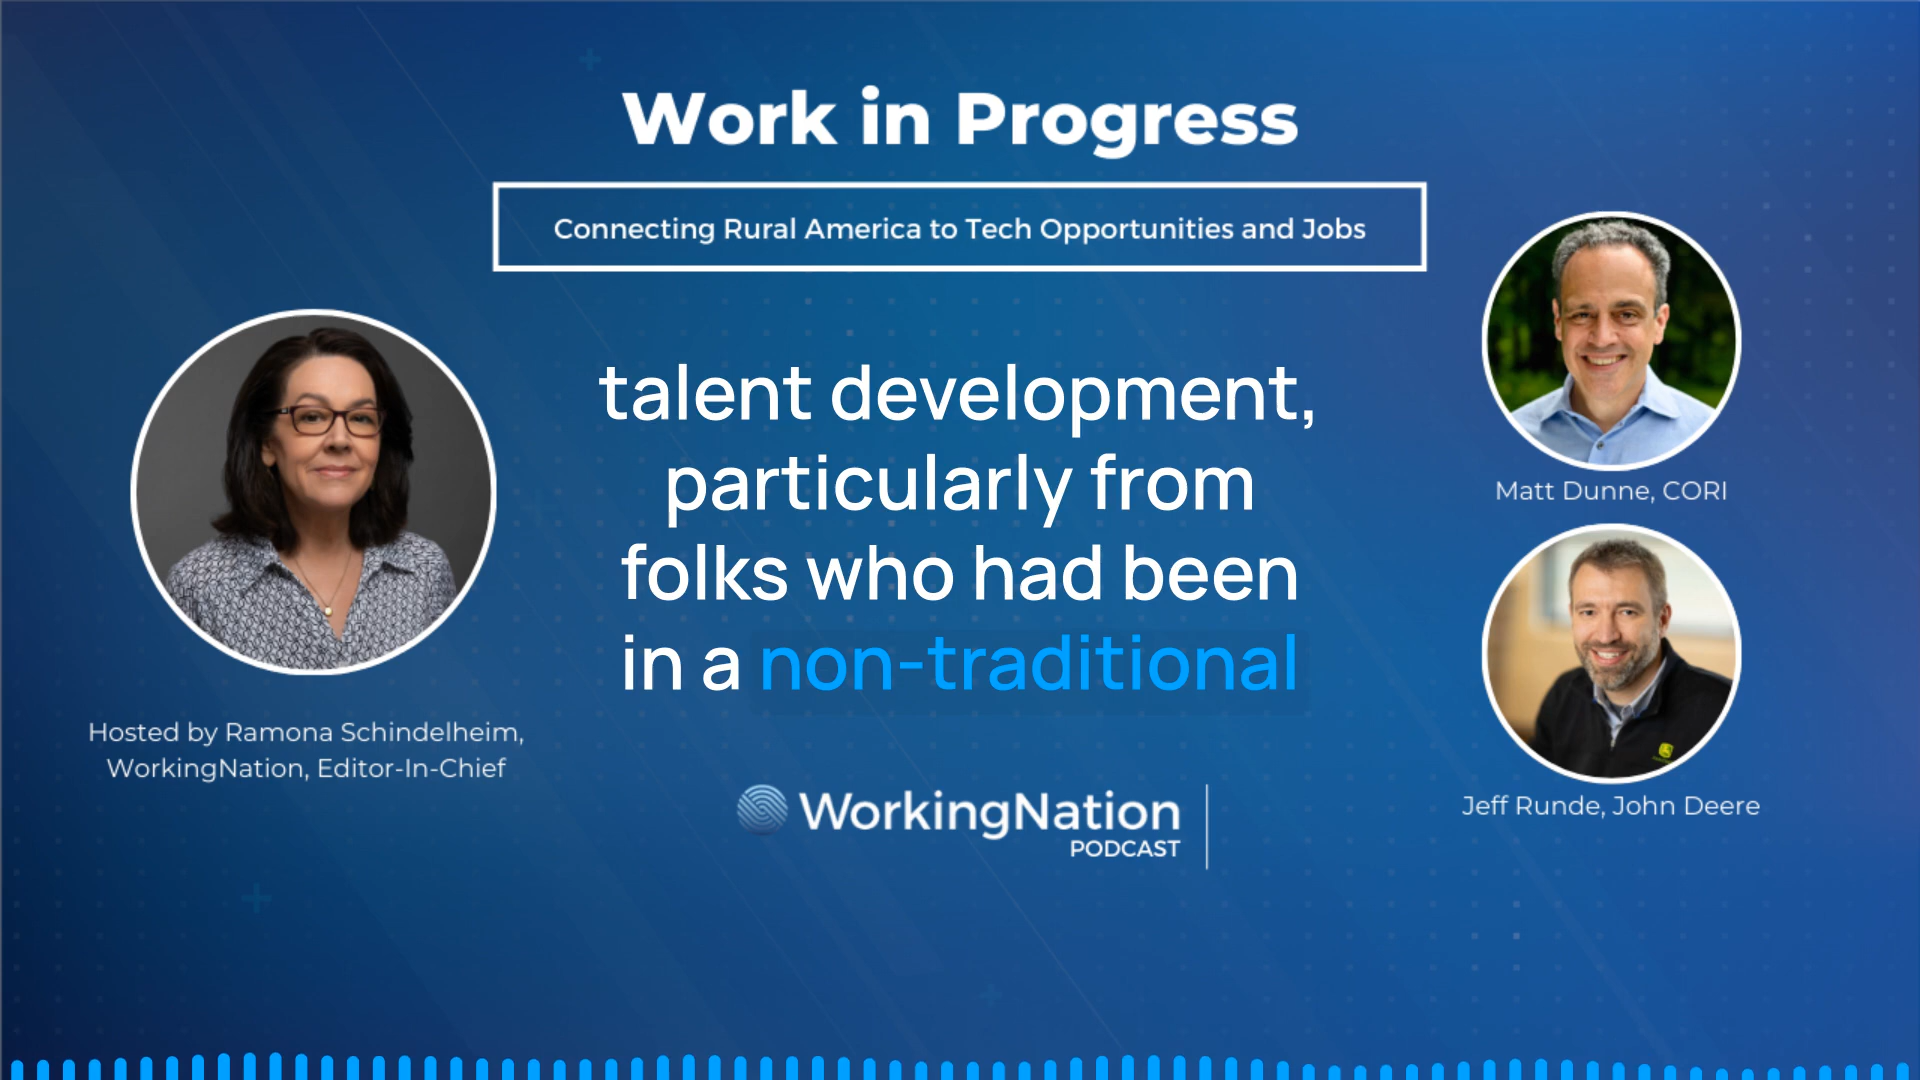 Work in Progress
Connecting Rural America to Tech Opportunities and Jobs
talent development,
particularly from
folks who had been
in a non-traditional
Hosted by Ramona Schindelheim,
WorkingNation, Editor-In-Chief
Matt Dunne, CORI
Jeff Runde, John Deere
WorkingNation
PODCAST